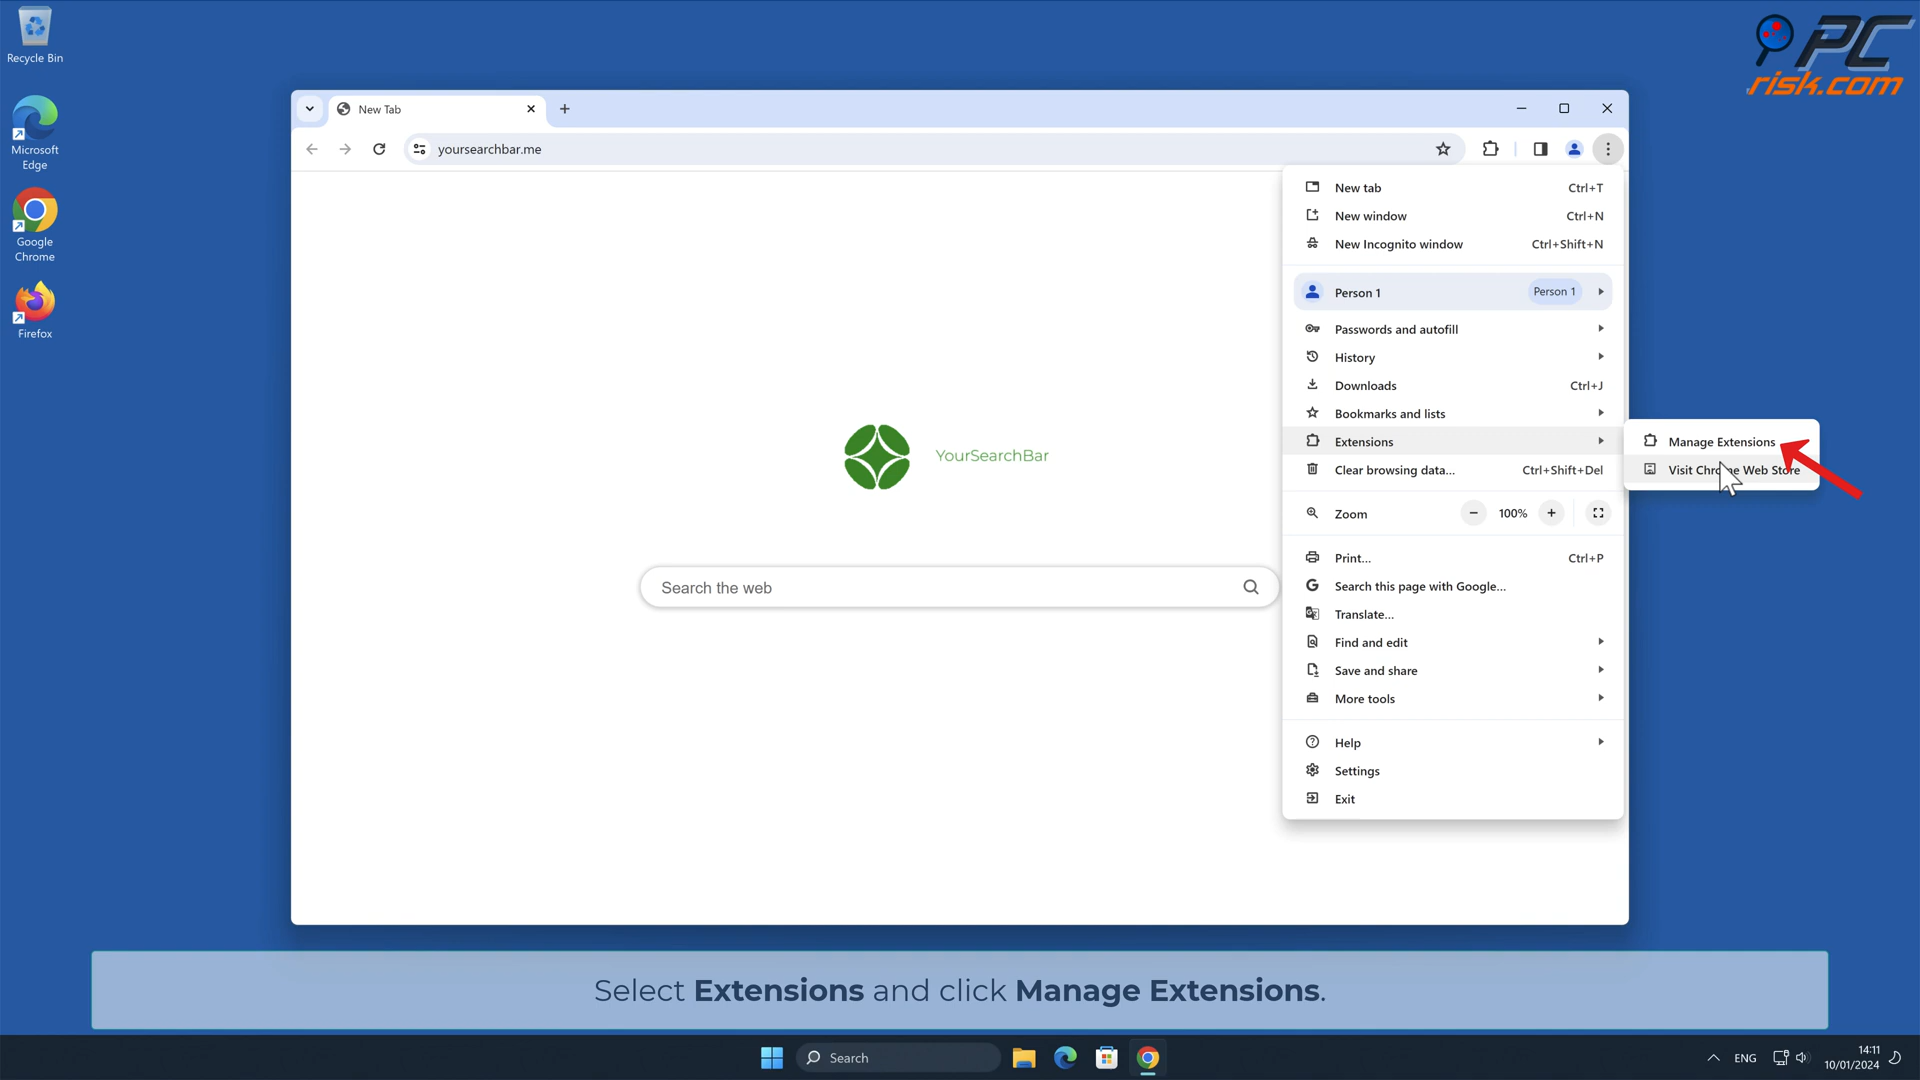 Recycle Bin
Microsoft
Edge
Google
Chrome
Firefox
PC
risk.com
New Tab
yoursearchbar.me
YourSearchBar
Search the web
New tab Ctrl+T
New window Ctrl+N
New Incognito window Ctrl+Shift+N
Person 1 Person 1
Passwords and autofill
History
Downloads Ctrl+J
Bookmarks and lists
Extensions
Clear browsing data... Ctrl+Shift+Del
Zoom 100%
Print... Ctrl+P
Search this page with Google...
Translate...
Find and edit
Save and share
More tools
Help
Settings
Exit
Manage Extensions
Visit Chrome Web Store
Select Extensions and click Manage Extensions.
Search
ENG
14:11
10/01/2024